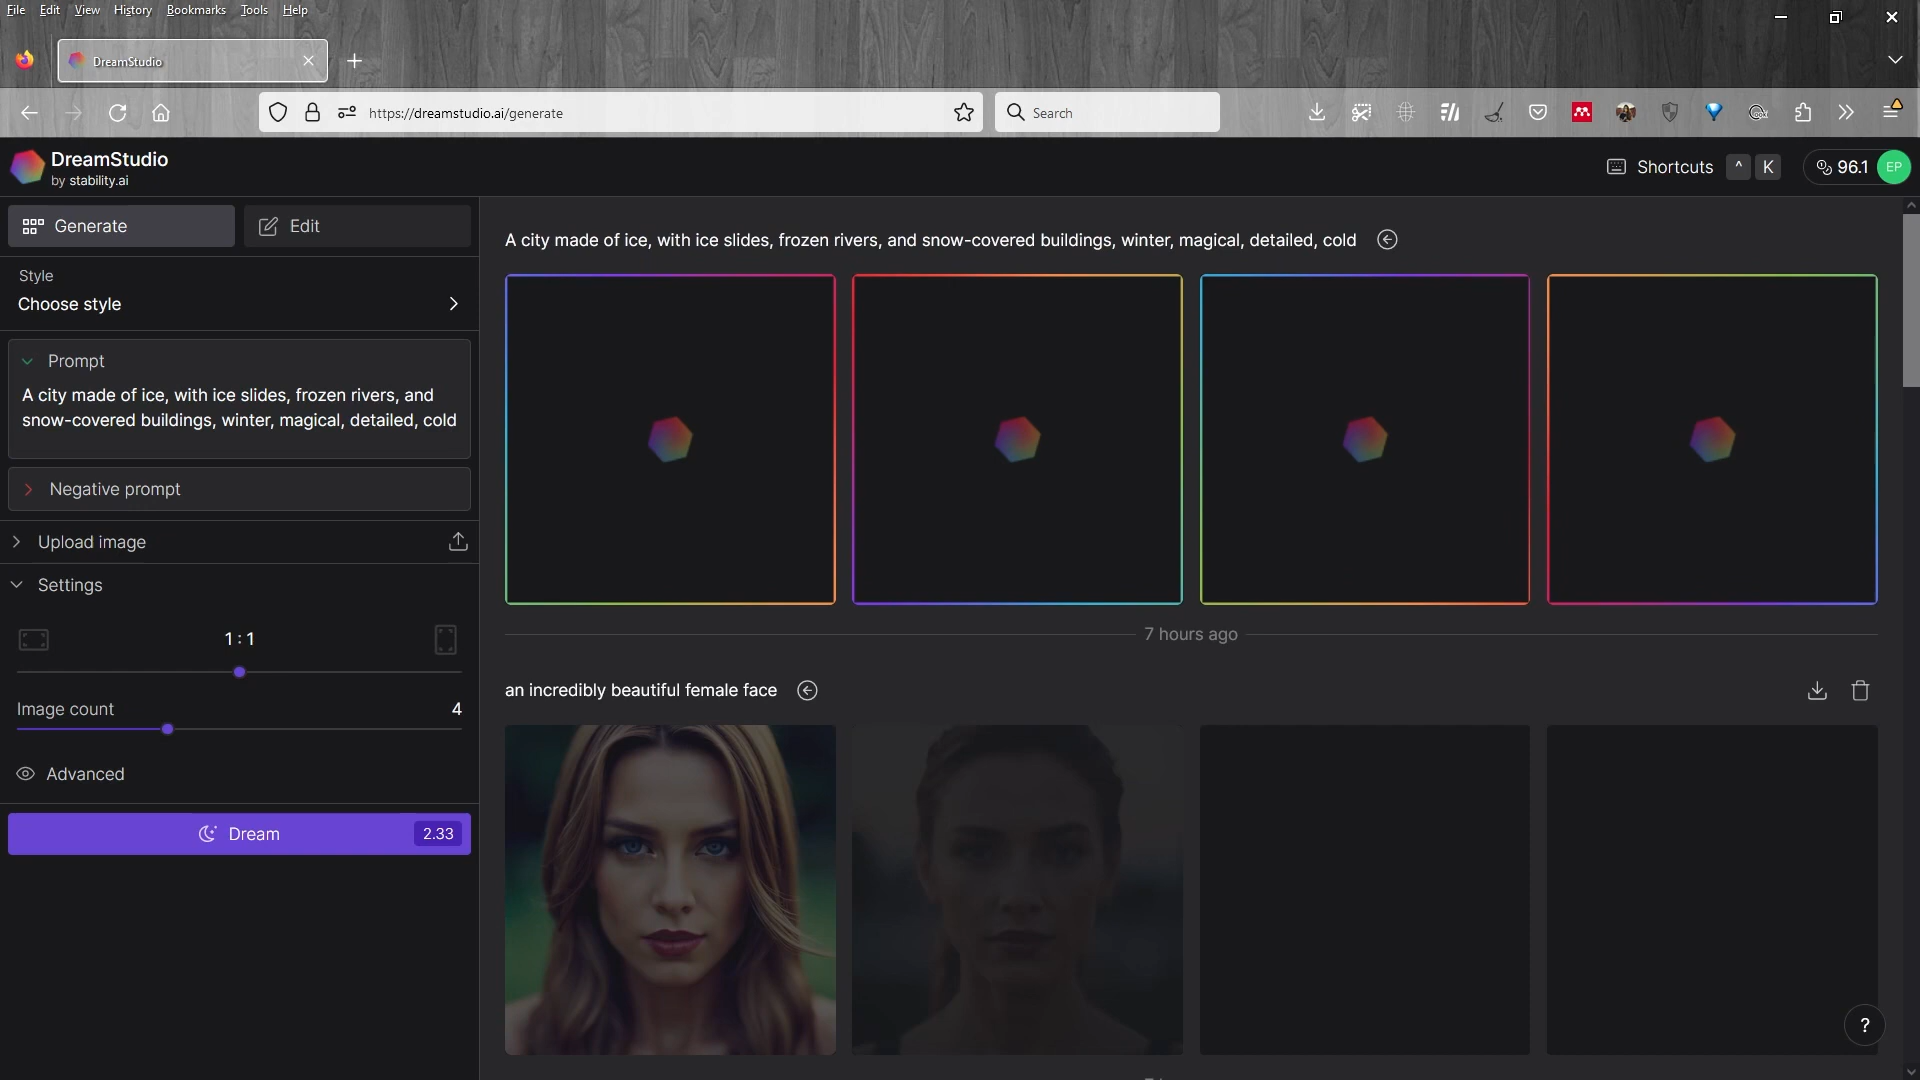 File Edit View History Bookmarks Tools Help
DreamStudio
https://dreamstudio.ai/generate
Search
DreamStudio
by stability.ai
Shortcuts ^ K
96.1 EP
Generate Edit
Style
Choose style
Prompt
A city made of ice, with ice slides, frozen rivers, and
snow-covered buildings, winter, magical, detailed, cold
Negative prompt
Upload image
Settings
1 : 1
Image count 4
Advanced
Dream 2.33
A city made of ice, with ice slides, frozen rivers, and snow-covered buildings, winter, magical, detailed, cold
7 hours ago
an incredibly beautiful female face
?